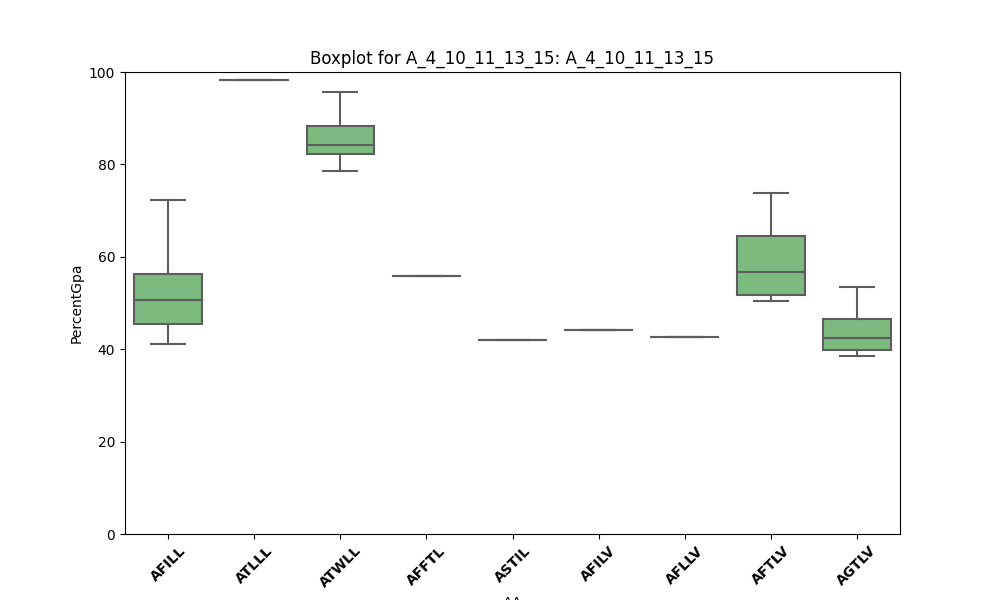 Boxplot for A_4_10_11_13_15: A_4_10_11_13_15
PercentGpa
100
80
60
40
20
0
AFILL
ATLLL
ATWLL
AFFTL
ASTIL
AFILV
AFLLV
AFTLV
AGTLV